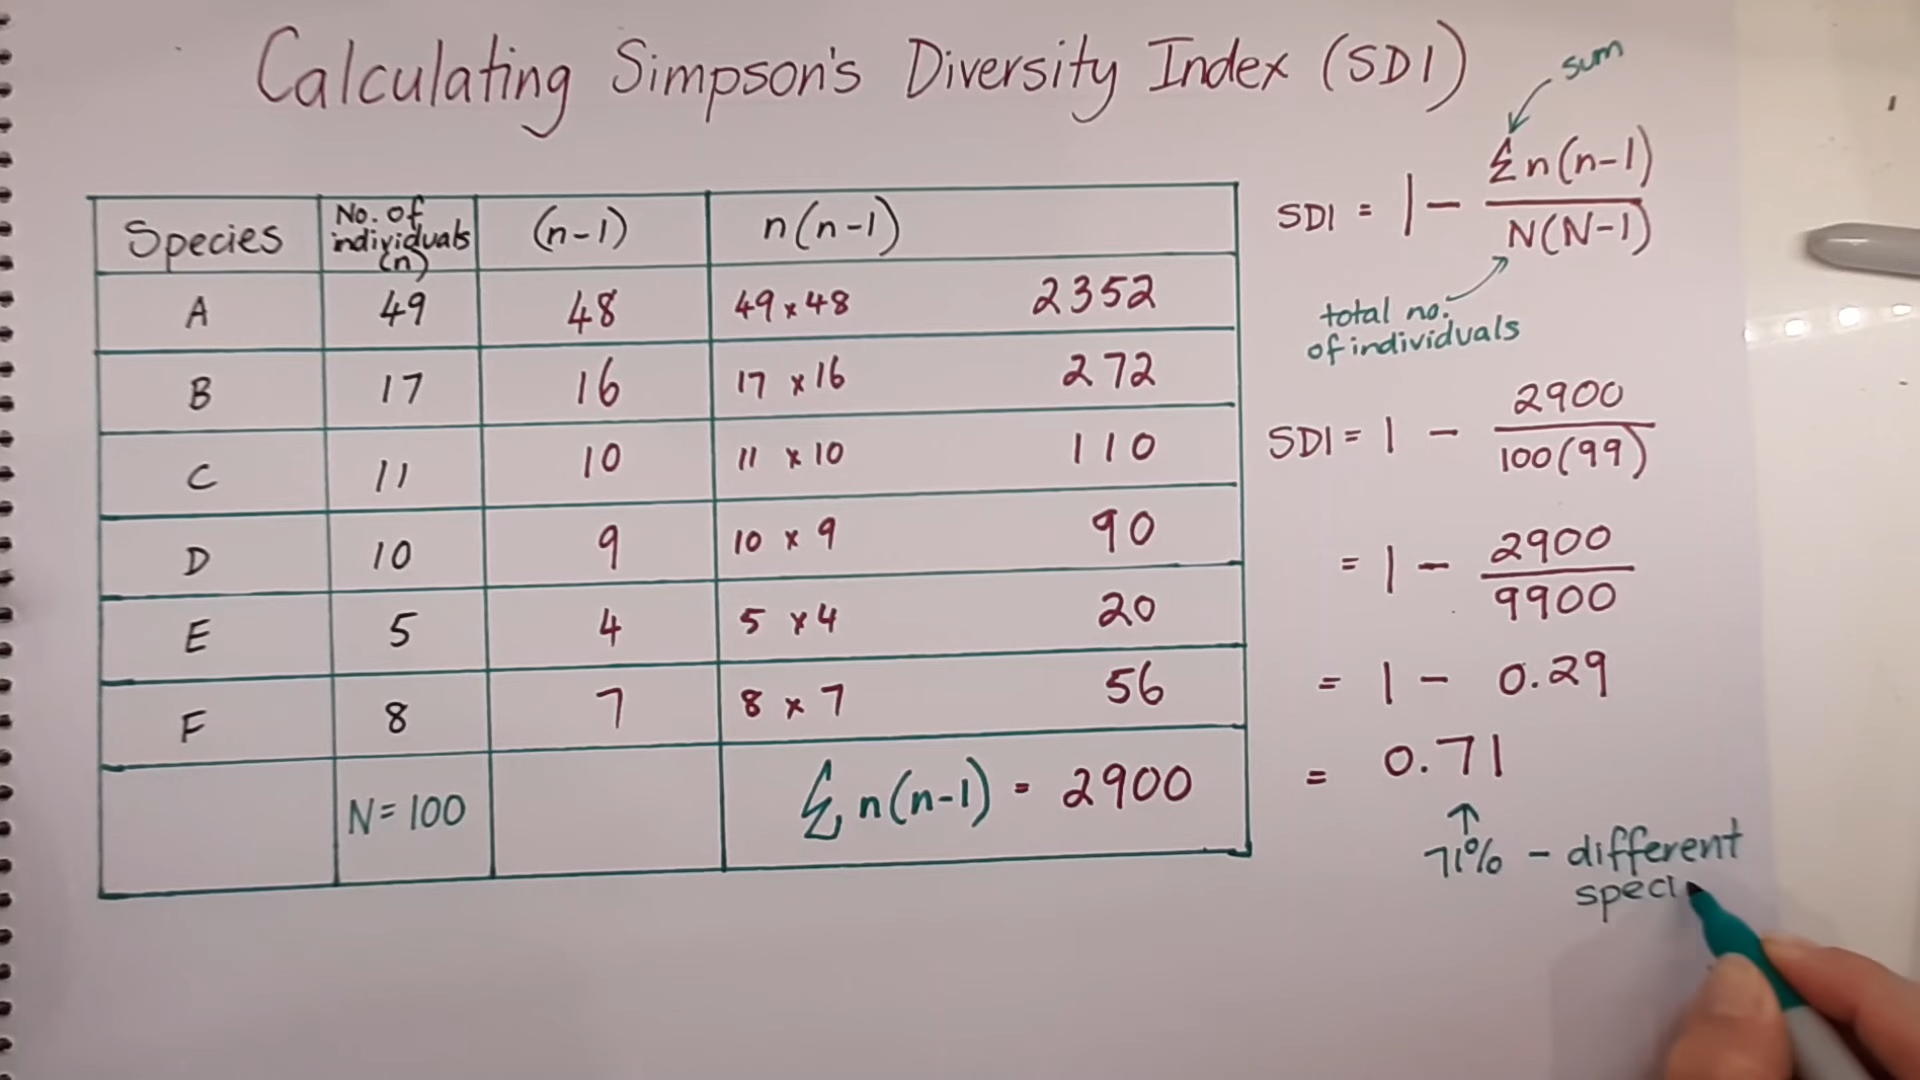 Calculating Simpson's Diversity Index (SDI)
Species No. of individuals (n) (n-1) n(n-1)
A 49 48 49 x 48 2352
B 17 16 17 x 16 272
C 11 10 11 x 10 110
D 10 9 10 x 9 90
E 5 4 5 x 4 20
F 8 7 8 x 7 56
N = 100 Σn(n-1) = 2900
sum
SDI = 1 - Σn(n-1)
N(N-1)
total no.
of individuals
SDI = 1 - 2900
100(99)
= 1 - 2900
9900
= 1 - 0.29
= 0.71
↑
71% - different
speci